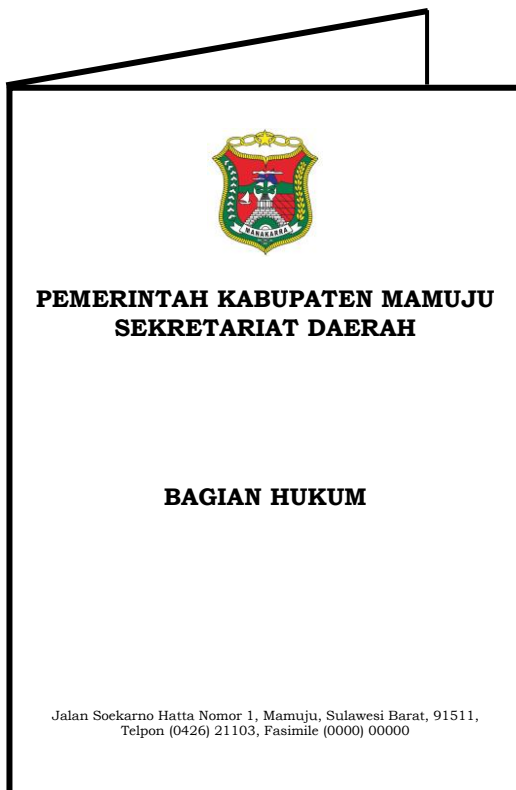 MANAKARRA
PEMERINTAH KABUPATEN MAMUJU
SEKRETARIAT DAERAH
BAGIAN HUKUM
Jalan Soekarno Hatta Nomor 1, Mamuju, Sulawesi Barat, 91511,
Telpon (0426) 21103, Fasimile (0000) 00000